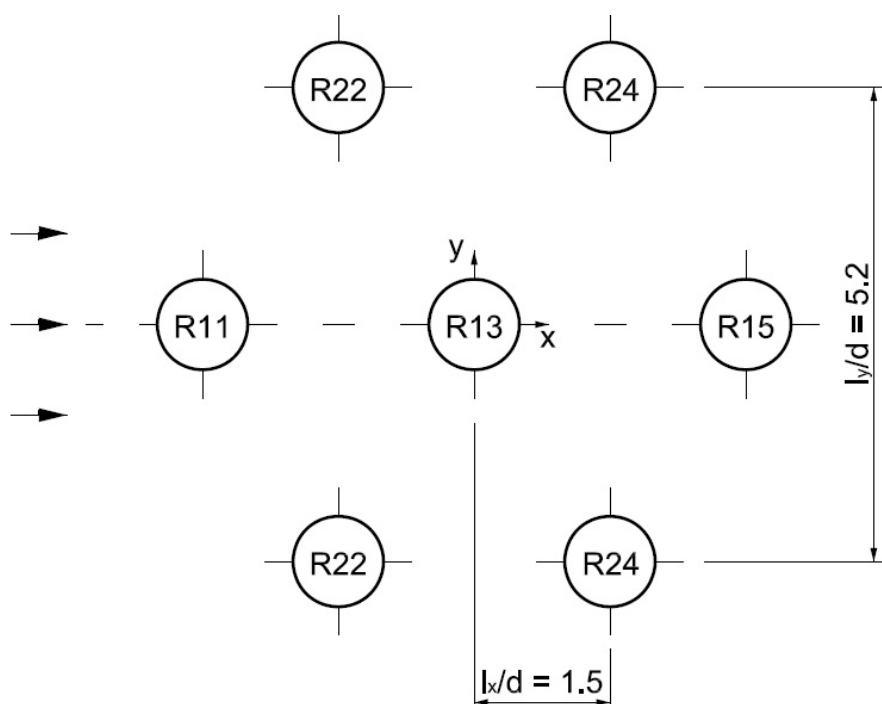 R22 R24
y
R11 R13 x R15
l_y/d = 5.2
R22 R24
l_x/d = 1.5